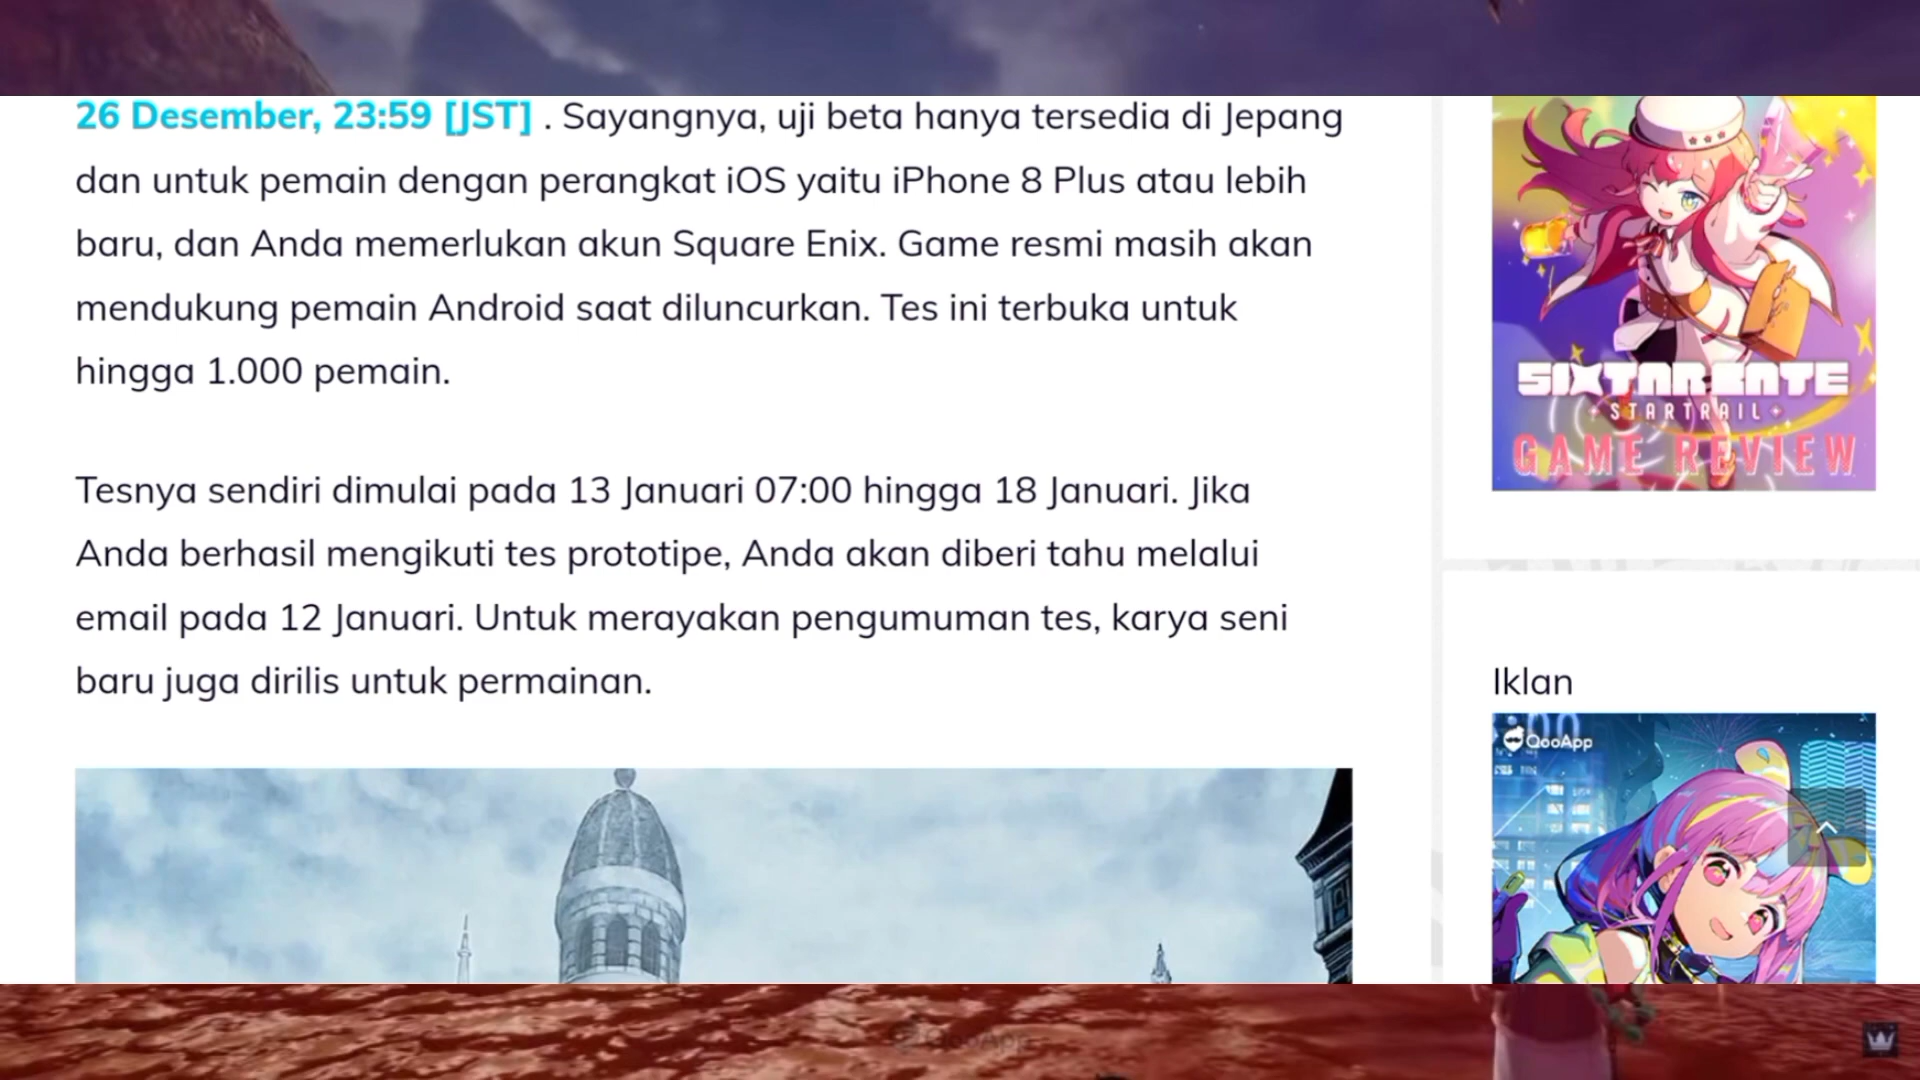 26 Desember, 23:59 [JST] . Sayangnya, uji beta hanya tersedia di Jepang
dan untuk pemain dengan perangkat iOS yaitu iPhone 8 Plus atau lebih
baru, dan Anda memerlukan akun Square Enix. Game resmi masih akan
mendukung pemain Android saat diluncurkan. Tes ini terbuka untuk
hingga 1.000 pemain.
Tesnya sendiri dimulai pada 13 Januari 07:00 hingga 18 Januari. Jika
Anda berhasil mengikuti tes prototipe, Anda akan diberi tahu melalui
email pada 12 Januari. Untuk merayakan pengumuman tes, karya seni
baru juga dirilis untuk permainan.
SIXTAR GATE
STARTRAIL
GAME REVIEW
Iklan
QooApp
QooApp